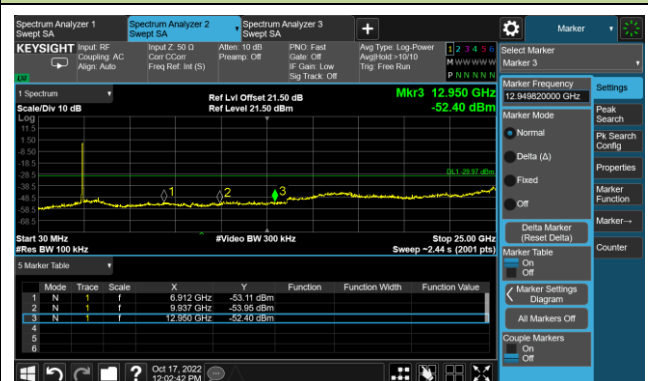 Spectrum Analyzer 1
Swept SA
Spectrum Analyzer 2
Swept SA
Spectrum Analyzer 3
Swept SA
+
Marker
KEYSIGHT
Input: RF
Coupling: AC
Align: Auto
Input Z: 50 Ω
Corr CCorr
Freq Ref: Int (S)
Atten: 10 dB
Preamp: Off
PNO: Fast
Gate: Off
IF Gain: Low
Sig Track: Off
Avg Type: Log-Power
Avg|Hold:>10/10
Trig: Free Run
1 2 3 4 5 6
M W W W W W
P N N N N N
Select Marker
Marker 3
1 Spectrum
Scale/Div 10 dB
Ref Lvl Offset 21.50 dB
Ref Level 21.50 dBm
Mkr3 12.950 GHz
-52.40 dBm
Log
11.5
1.50
-8.50
-18.5
-28.5
-38.5
-48.5
-58.5
-68.5
DL1 -29.97 dBm
1
2
3
Start 30 MHz
#Res BW 100 kHz
#Video BW 300 kHz
Stop 25.00 GHz
Sweep ~2.44 s (2001 pts)
5 Marker Table
Mode Trace Scale X Y Function Function Width Function Value
1 N 1 f 6.912 GHz -53.11 dBm
2 N 1 f 9.937 GHz -53.95 dBm
3 N 1 f 12.950 GHz -52.40 dBm
4
5
6
Marker Frequency
12.949820000 GHz
Marker Mode
Normal
Delta (Δ)
Fixed
Off
Delta Marker
(Reset Delta)
Marker Table
On
Off
Marker Settings
Diagram
All Markers Off
Couple Markers
On
Off
Settings
Peak
Search
Pk Search
Config
Properties
Marker
Function
Marker→
Counter
?
Oct 17, 2022
12:02:42 PM